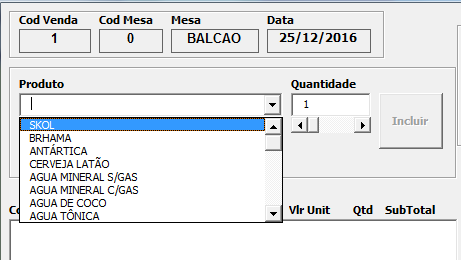 Cod Venda Cod Mesa Mesa Data
1 0 BALCAO 25/12/2016
Produto Quantidade
1
Incluir
SKOL
BRHAMA
ANTÁRTICA
CERVEJA LATÃO
AGUA MINERAL S/GAS
AGUA MINERAL C/GAS
AGUA DE COCO
AGUA TÔNICA
Vlr Unit Qtd SubTotal